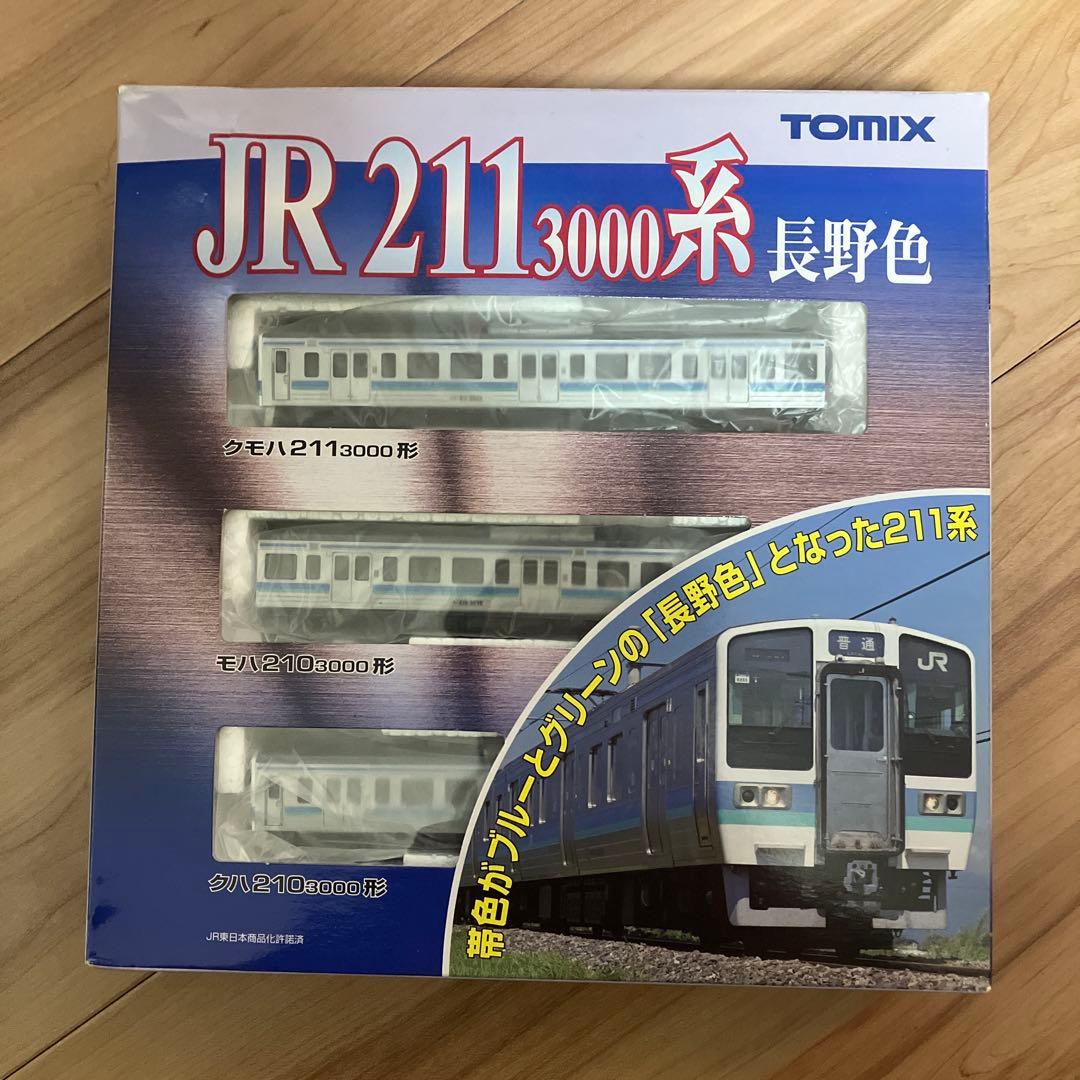 TOMIX
JR 211 3000系 長野色
クモハ211 3000形
モハ210 3000形
クハ210 3000形
帯色がブルーとグリーンの「長野色」となった211系
普通
JR
JR東日本商品化許諾済